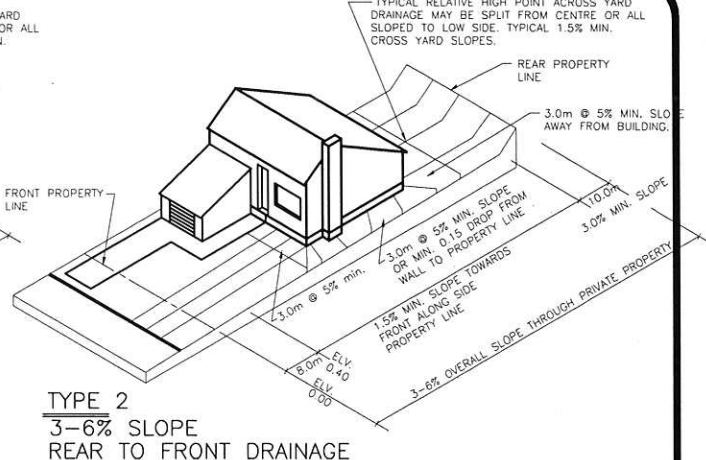 ARD
OR ALL
N.
TYPICAL RELATIVE HIGH POINT ACROSS YARD
DRAINAGE MAY BE SPLIT FROM CENTRE OR ALL
SLOPED TO LOW SIDE. TYPICAL 1.5% MIN.
CROSS YARD SLOPES.
REAR PROPERTY
LINE
3.0m @ 5% MIN. SLOPE
AWAY FROM BUILDING.
FRONT PROPERTY
LINE
10.0m
3.0% MIN. SLOPE
3.0m @ 5% MIN. SLOPE
OR MIN. 0.15 DROP FROM
WALL TO PROPERTY LINE
3.0m @ 5% min.
1.5% MIN. SLOPE TOWARDS
FRONT ALONG SIDE
PROPERTY LINE
3-6% OVERALL SLOPE THROUGH PRIVATE PROPERTY
8.0m
ELV.
0.40
ELV.
0.00
TYPE 2
3-6% SLOPE
REAR TO FRONT DRAINAGE